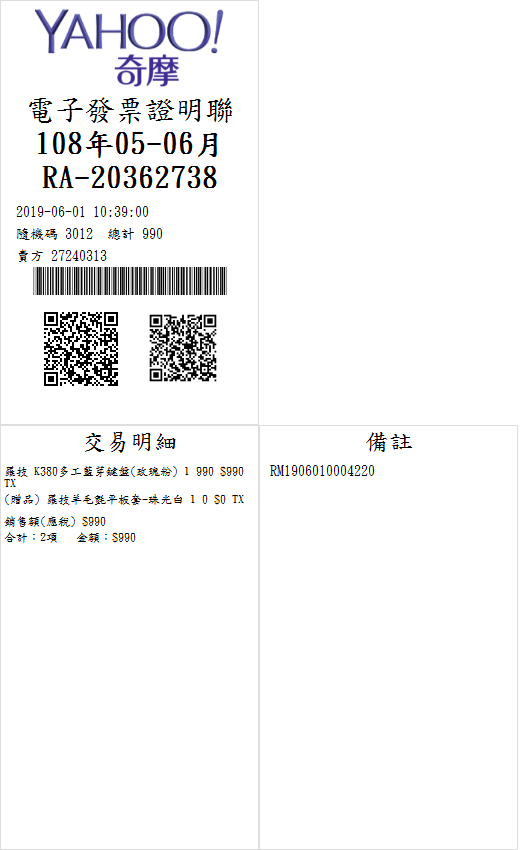 YAHOO!
奇摩
電子發票證明聯
108年05-06月
RA-20362738
2019-06-01 10:39:00
隨機碼 3012 總計 990
賣方 27240313
交易明細
羅技 K380多工藍芽鍵盤(玫瑰粉) 1 990 $990
TX
(贈品) 羅技羊毛氈平板套-珠光白 1 0 $0 TX
銷售額(應稅) $990
合計：2項 金額：$990
備註
RM1906010004220